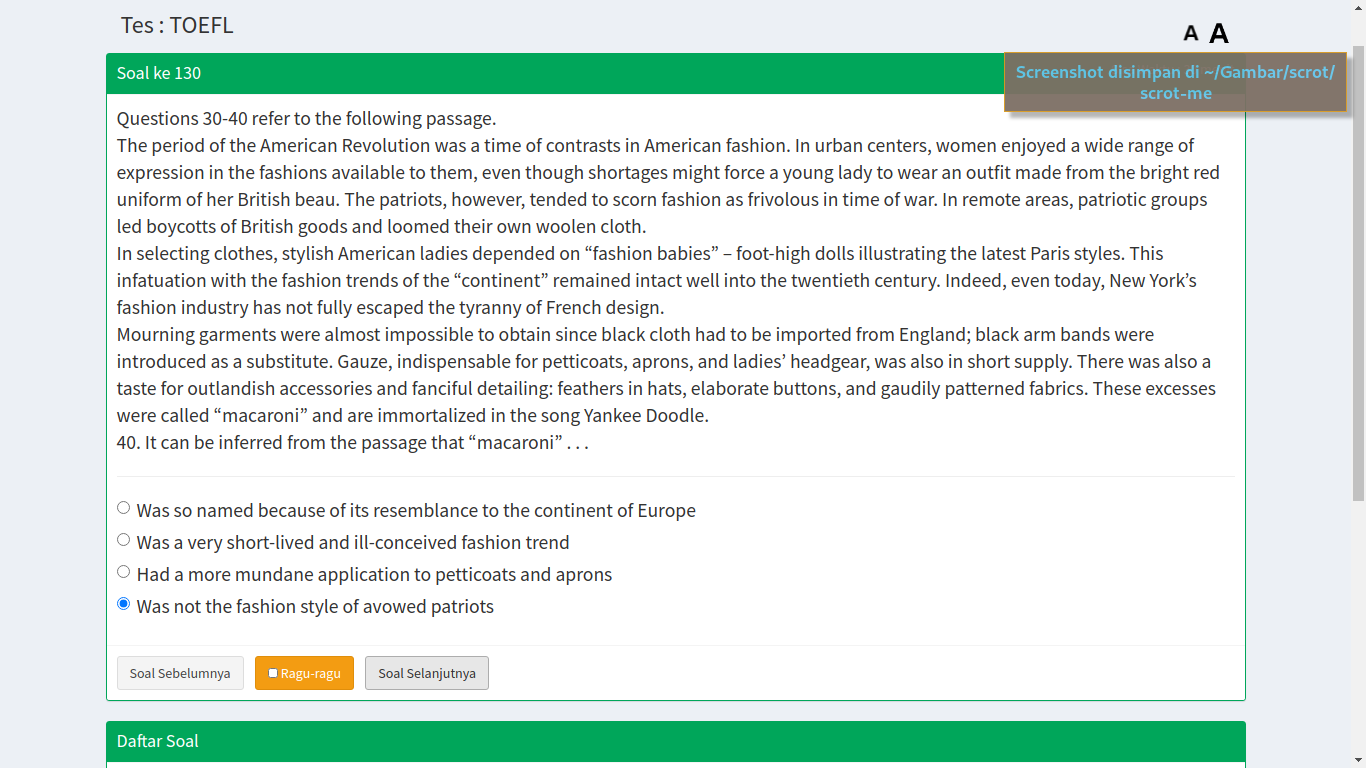 Tes : TOEFL
A A
Soal ke 130
Screenshot disimpan di ~/Gambar/scrot/
scrot-me
Questions 30-40 refer to the following passage.
The period of the American Revolution was a time of contrasts in American fashion. In urban centers, women enjoyed a wide range of
expression in the fashions available to them, even though shortages might force a young lady to wear an outfit made from the bright red
uniform of her British beau. The patriots, however, tended to scorn fashion as frivolous in time of war. In remote areas, patriotic groups
led boycotts of British goods and loomed their own woolen cloth.
In selecting clothes, stylish American ladies depended on “fashion babies” – foot-high dolls illustrating the latest Paris styles. This
infatuation with the fashion trends of the “continent” remained intact well into the twentieth century. Indeed, even today, New York’s
fashion industry has not fully escaped the tyranny of French design.
Mourning garments were almost impossible to obtain since black cloth had to be imported from England; black arm bands were
introduced as a substitute. Gauze, indispensable for petticoats, aprons, and ladies’ headgear, was also in short supply. There was also a
taste for outlandish accessories and fanciful detailing: feathers in hats, elaborate buttons, and gaudily patterned fabrics. These excesses
were called “macaroni” and are immortalized in the song Yankee Doodle.
40. It can be inferred from the passage that “macaroni” . . .
Was so named because of its resemblance to the continent of Europe
Was a very short-lived and ill-conceived fashion trend
Had a more mundane application to petticoats and aprons
Was not the fashion style of avowed patriots
Soal Sebelumnya Ragu-ragu Soal Selanjutnya
Daftar Soal